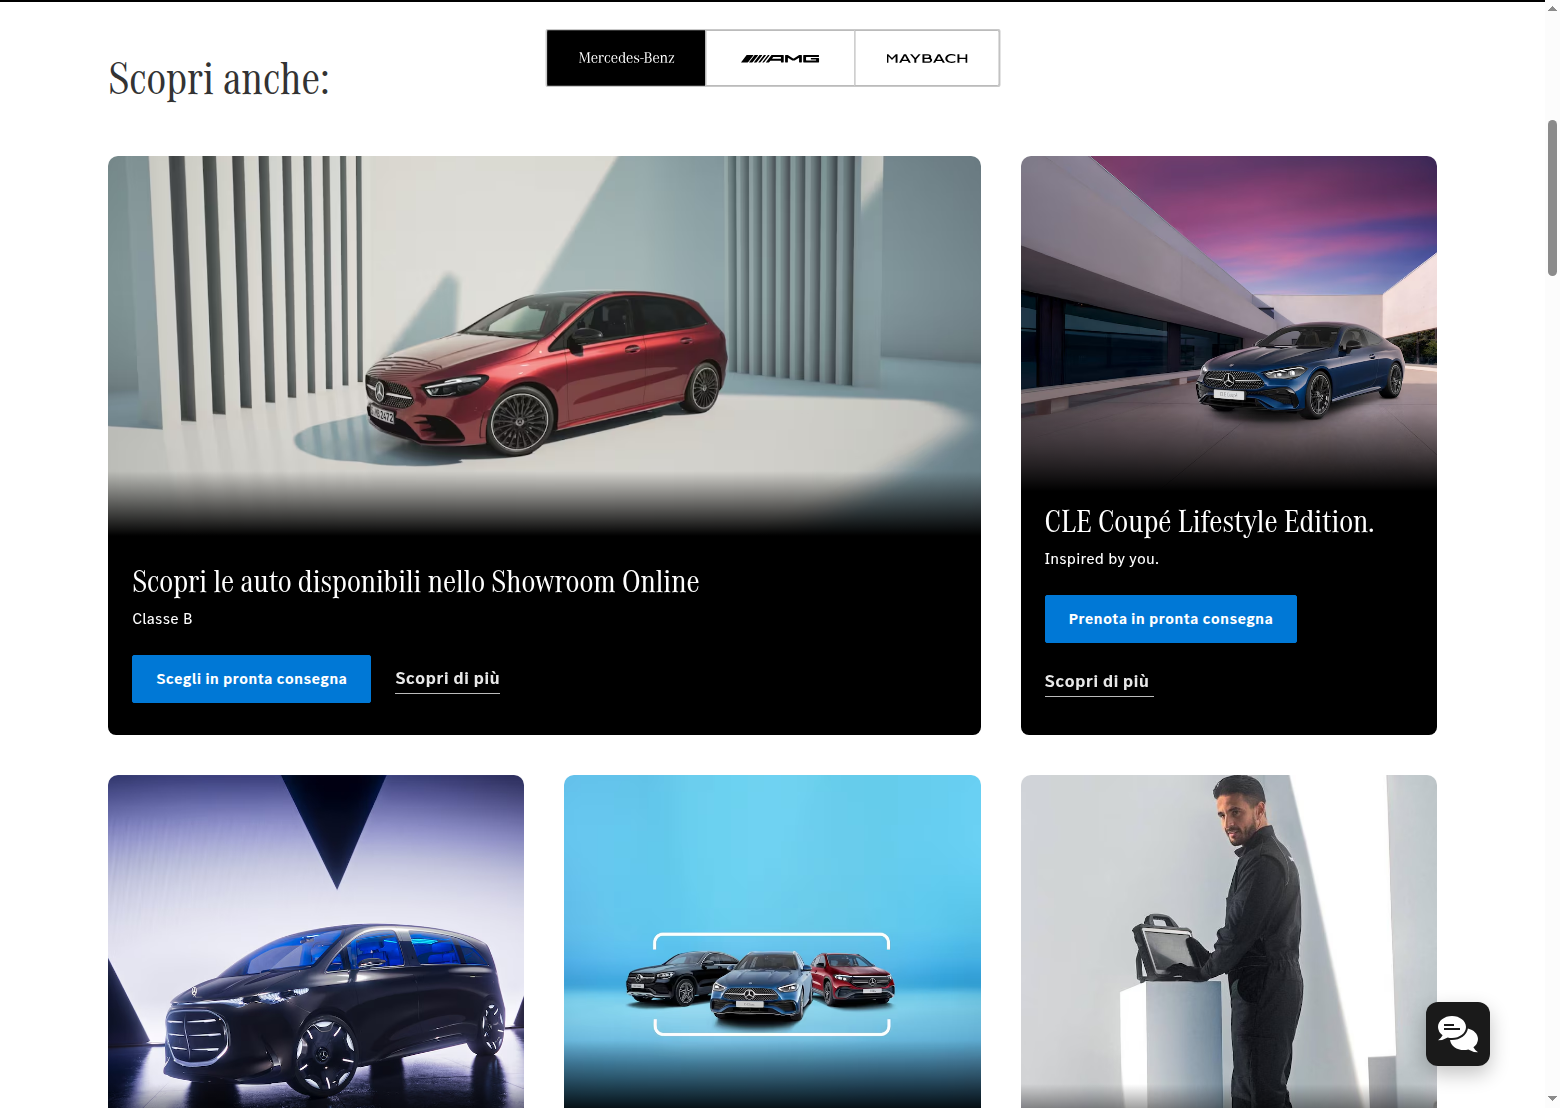 Scopri anche:
Mercedes-Benz
AMG
MAYBACH
Scopri le auto disponibili nello Showroom Online
Classe B
Scegli in pronta consegna
Scopri di più
CLE Coupé Lifestyle Edition.
Inspired by you.
Prenota in pronta consegna
Scopri di più